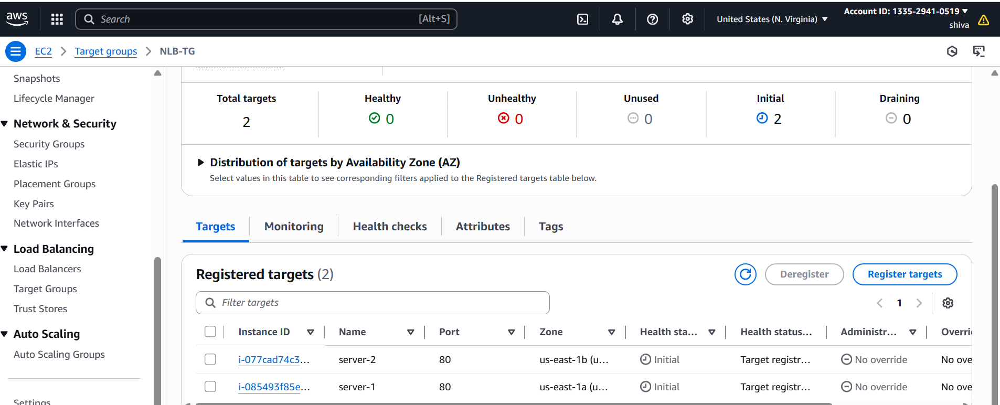 aws
Search [Alt+S]
United States (N. Virginia)
Account ID: 1335-2941-0519
shiva
EC2 Target groups NLB-TG
Snapshots
Lifecycle Manager
Network & Security
Security Groups
Elastic IPs
Placement Groups
Key Pairs
Network Interfaces
Load Balancing
Load Balancers
Target Groups
Trust Stores
Auto Scaling
Auto Scaling Groups
Settings
Total targets
2
Healthy
0
Unhealthy
0
Unused
0
Initial
2
Draining
0
Distribution of targets by Availability Zone (AZ)
Select values in this table to see corresponding filters applied to the Registered targets table below.
Targets Monitoring Health checks Attributes Tags
Registered targets (2)
Deregister Register targets
Filter targets
1
Instance ID Name Port Zone Health sta... Health status... Administr... Overri
i-077cad74c3... server-2 80 us-east-1b (u... Initial Target registr... No override No ove
i-085493f85e... server-1 80 us-east-1a (u... Initial Target registr... No override No ove